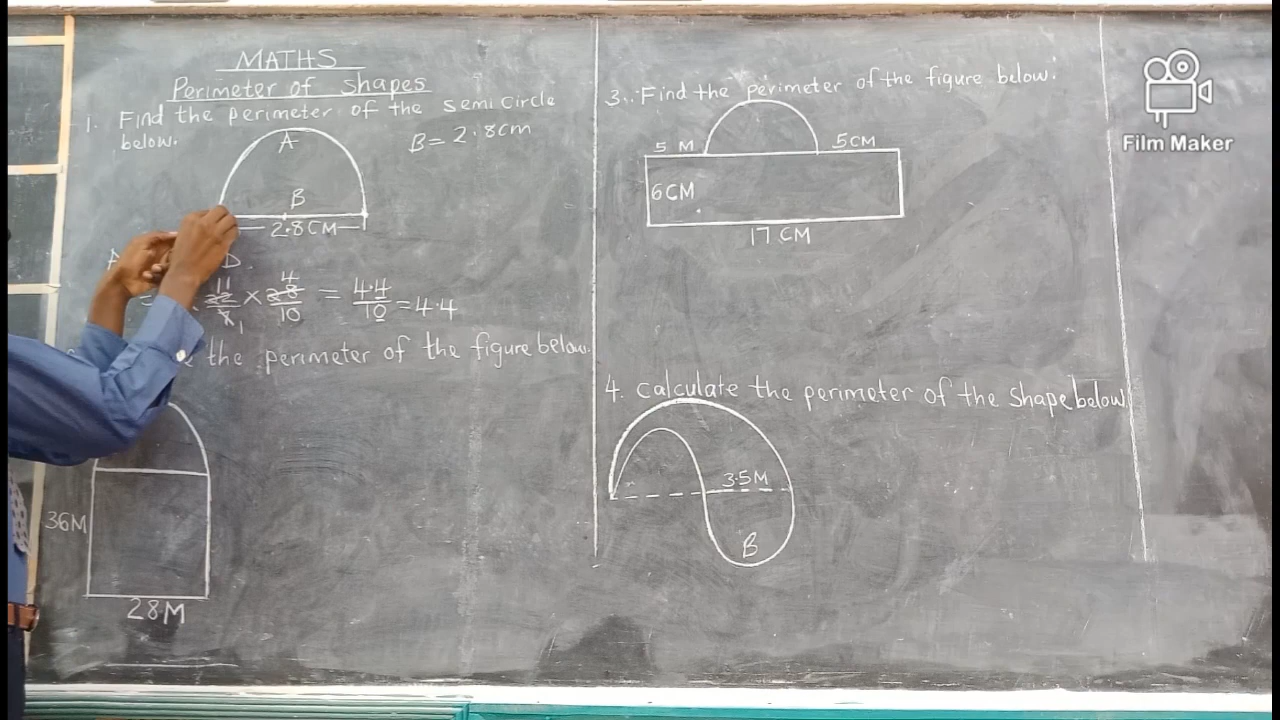 MATHS
Perimeter of shapes
1. Find the perimeter of the semi circle
below.
B = 2.8cm
A
B
2.8CM
D
= 11 4
22 × 28 = 4.4 = 4.4
8 1 10 10
the perimeter of the figure below.
36M
28M
3. Find the perimeter of the figure below.
5 M 5CM
6CM
17 CM
4. Calculate the perimeter of the shape below
3.5M
B
Film Maker